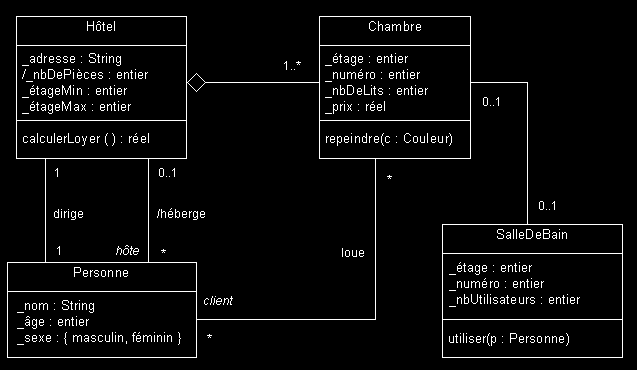 Hôtel
_adresse : String
/_nbDePièces : entier
_étageMin : entier
_étageMax : entier
calculerLoyer ( ) : réel
1..*
Chambre
_étage : entier
_numéro : entier
_nbDeLits : entier
_prix : réel
repeindre(c : Couleur)
0..1
0..1
1
0..1
dirige
/héberge
1
hôte
*
*
loue
client
*
Personne
_nom : String
_âge : entier
_sexe : { masculin, féminin }
SalleDeBain
_étage : entier
_numéro : entier
_nbUtilisateurs : entier
utiliser(p : Personne)